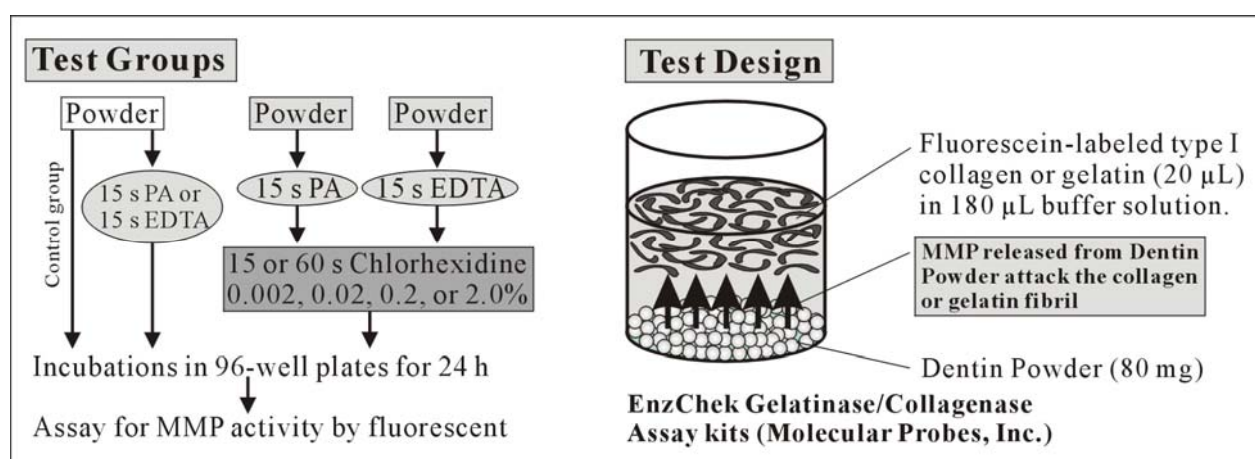 Test Groups
Powder
Powder
Powder
Control group
15 s PA or
15 s EDTA
15 s PA
15 s EDTA
15 or 60 s Chlorhexidine
0.002, 0.02, 0.2, or 2.0%
Incubations in 96-well plates for 24 h
Assay for MMP activity by fluorescent
Test Design
Fluorescein-labeled type I
collagen or gelatin (20 µL)
in 180 µL buffer solution.
MMP released from Dentin
Powder attack the collagen
or gelatin fibril
Dentin Powder (80 mg)
EnzChek Gelatinase/Collagenase
Assay kits (Molecular Probes, Inc.)